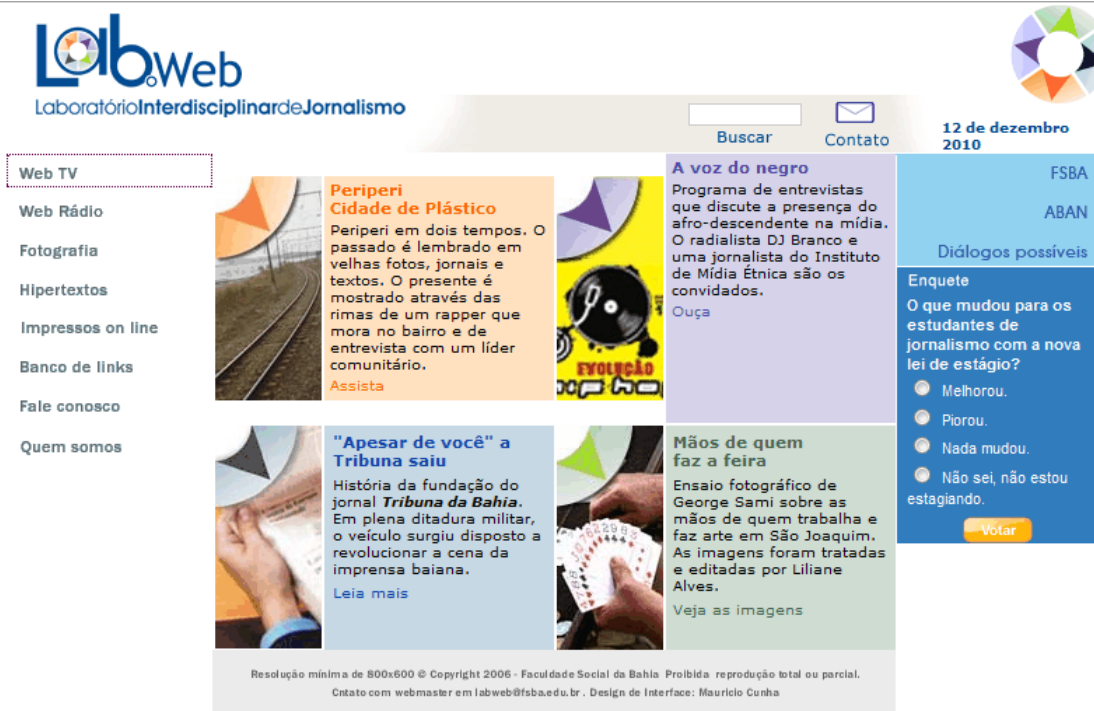 Lab.Web
LaboratórioInterdisciplinardeJornalismo
Buscar
Contato
12 de dezembro
2010
Web TV
Web Rádio
Fotografia
Hipertextos
Impressos on line
Banco de links
Fale conosco
Quem somos
Periperi
Cidade de Plástico
Periperi em dois tempos. O
passado é lembrado em
velhas fotos, jornais e
textos. O presente é
mostrado através das
rimas de um rapper que
mora no bairro e de
entrevista com um líder
comunitário.
Assista
EVOLUÇÃO
hip hop
A voz do negro
Programa de entrevistas
que discute a presença do
afro-descendente na mídia.
O radialista DJ Branco e
uma jornalista do Instituto
de Mídia Étnica são os
convidados.
Ouça
"Apesar de você" a
Tribuna saiu
História da fundação do
jornal Tribuna da Bahia.
Em plena ditadura militar,
o veículo surgiu disposto a
revolucionar a cena da
imprensa baiana.
Leia mais
Mãos de quem
faz a feira
Ensaio fotográfico de
George Sami sobre as
mãos de quem trabalha e
faz arte em São Joaquim.
As imagens foram tratadas
e editadas por Liliane
Alves.
Veja as imagens
FSBA
ABAN
Diálogos possíveis
Enquete
O que mudou para os
estudantes de
jornalismo com a nova
lei de estágio?
Melhorou.
Piorou.
Nada mudou.
Não sei, não estou
estagiando.
Votar
Resolução mínima de 800x600 © Copyright 2006 - Faculdade Social da Bahia Proibida reprodução total ou parcial.
Cntato com webmaster em labweb@fsba.edu.br . Design de Interface: Mauricio Cunha